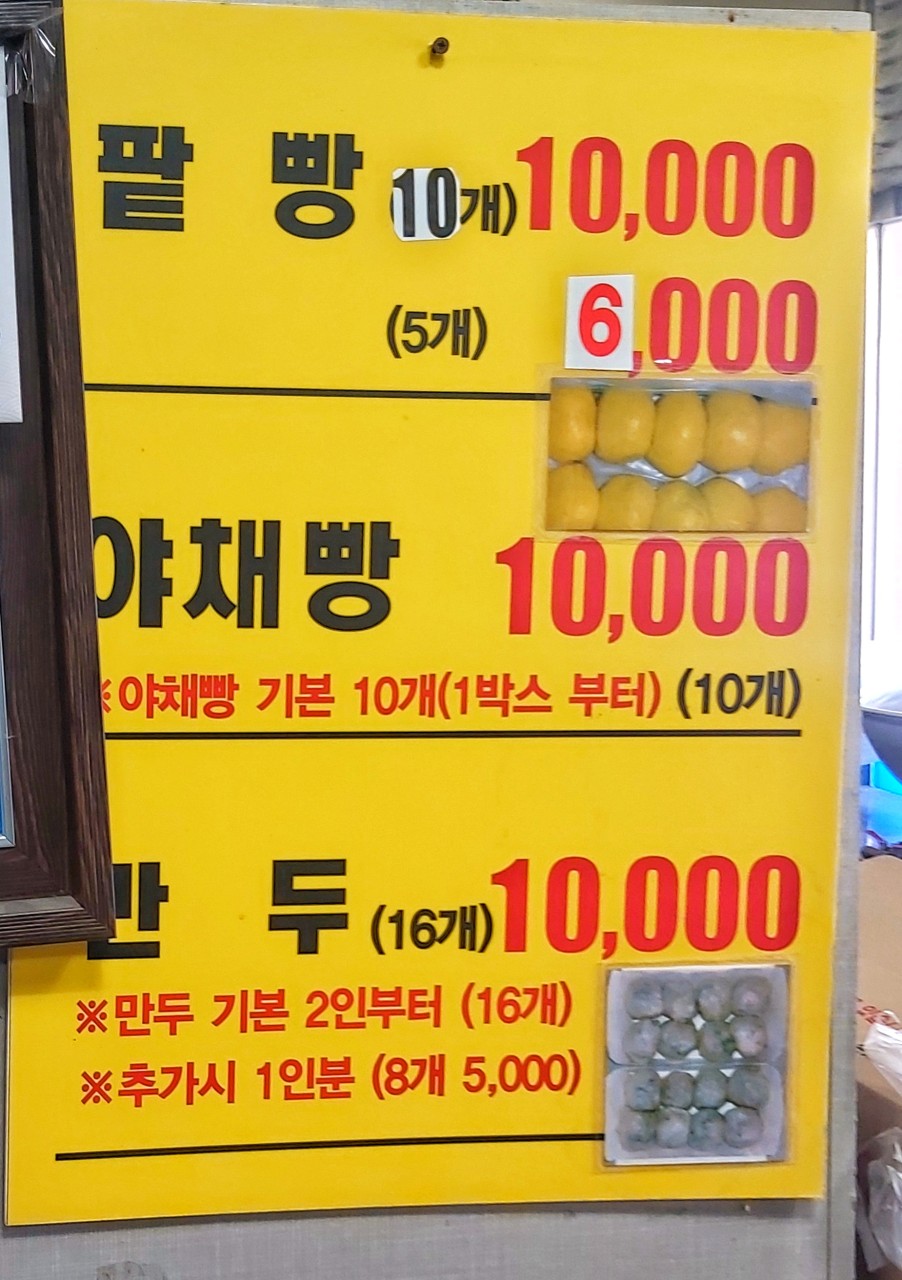 팥 빵 (10개) 10,000
(5개) 6,000
야채빵 10,000
※야채빵 기본 10개(1박스 부터) (10개)
만 두 (16개) 10,000
※만두 기본 2인부터 (16개)
※추가시 1인분 (8개 5,000)